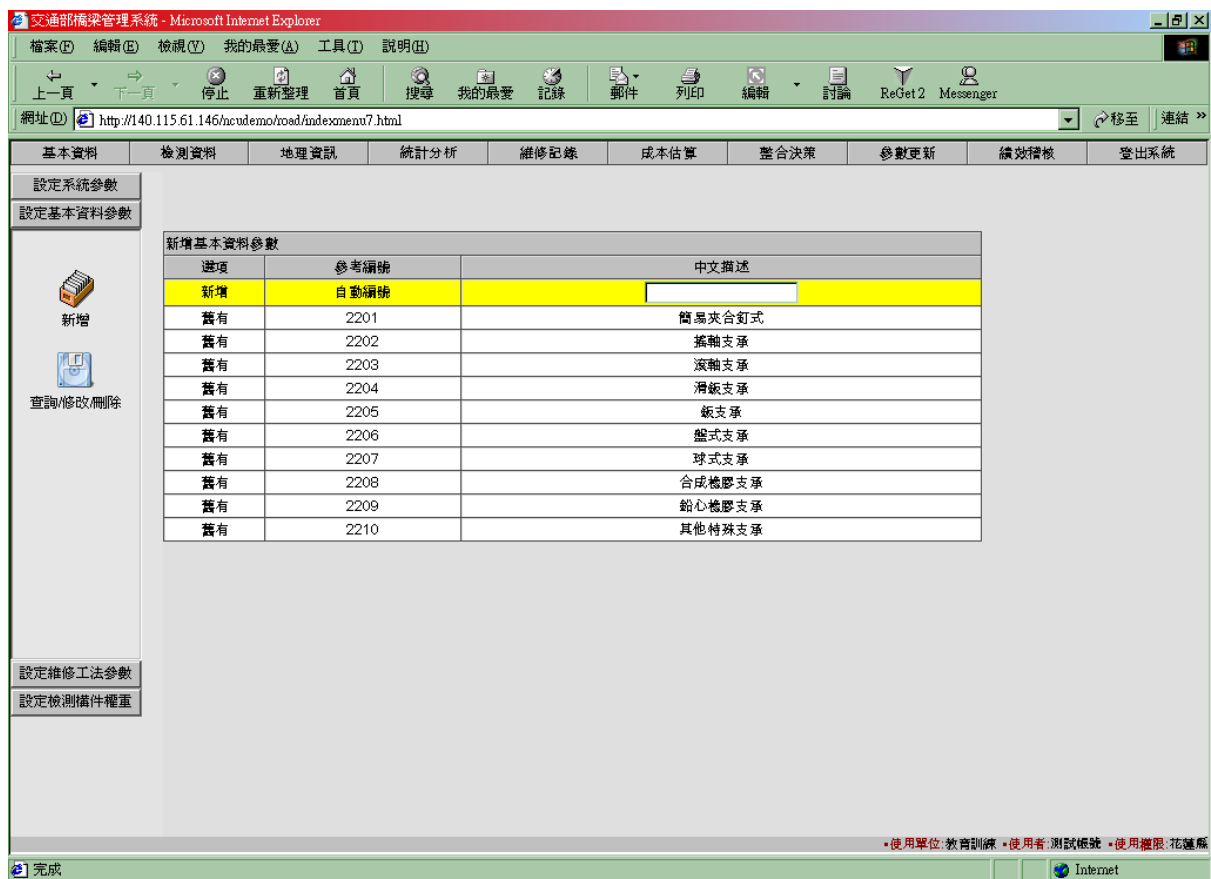 交通部橋梁管理系統 - Microsoft Internet Explorer
檔案(F) 編輯(E) 檢視(V) 我的最愛(A) 工具(T) 說明(H)
上一頁 下一頁 停止 重新整理 首頁 搜尋 我的最愛 記錄 郵件 列印 編輯 討論 ReGet 2 Messenger
網址(D) http://140.115.61.146/ncudemo/road/indexmenu7.html 移至 連結 »
基本資料 檢測資料 地理資訊 統計分析 維修記錄 成本估算 整合決策 參數更新 績效稽核 登出系統
設定系統參數
設定基本資料參數
新增
查詢/修改/刪除
設定維修工法參數
設定檢測構件權重
新增基本資料參數
選項 參考編號 中文描述
新增 自動編號
舊有 2201 簡易夾合釘式
舊有 2202 搖軸支承
舊有 2203 滾軸支承
舊有 2204 滑鈑支承
舊有 2205 鈑支承
舊有 2206 盤式支承
舊有 2207 球式支承
舊有 2208 合成橡膠支承
舊有 2209 鉛心橡膠支承
舊有 2210 其他特殊支承
▪使用單位:教育訓練 ▪使用者:測試帳號 ▪使用權限:花蓮縣
完成 Internet